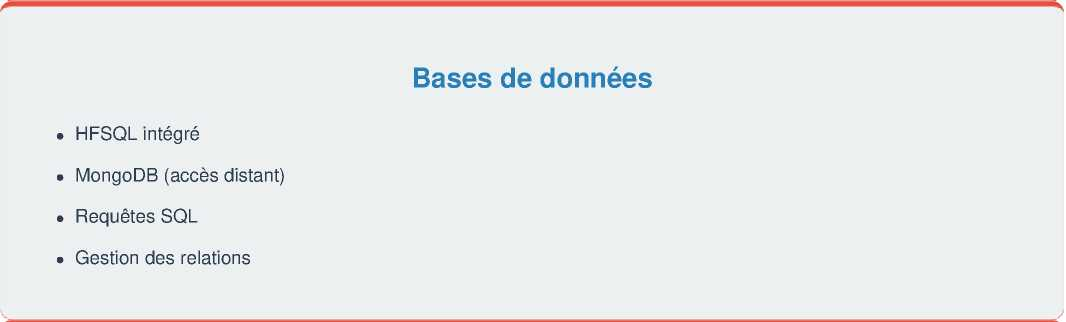 Bases de données
• HFSQL intégré
• MongoDB (accès distant)
• Requêtes SQL
• Gestion des relations